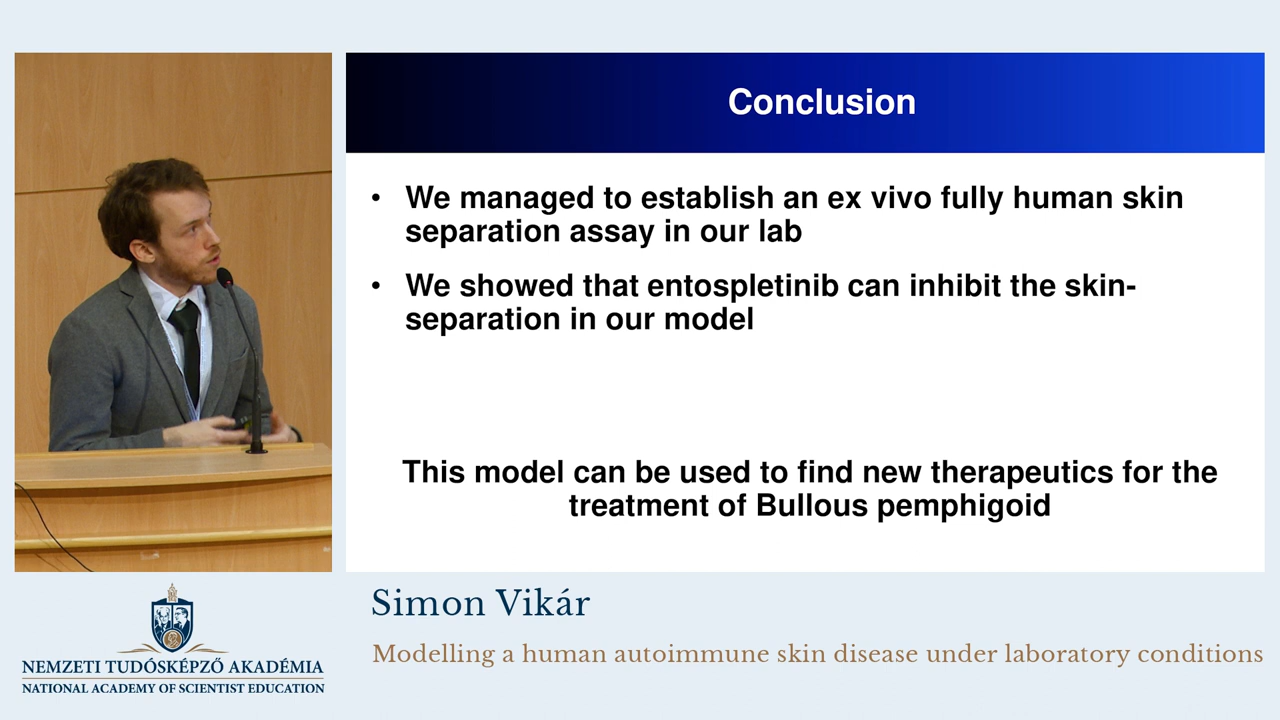 Conclusion
• We managed to establish an ex vivo fully human skin
separation assay in our lab
• We showed that entospletinib can inhibit the skin-
separation in our model
This model can be used to find new therapeutics for the
treatment of Bullous pemphigoid
Simon Vikár
Modelling a human autoimmune skin disease under laboratory conditions
NEMZETI TUDÓSKÉPZŐ AKADÉMIA
NATIONAL ACADEMY OF SCIENTIST EDUCATION